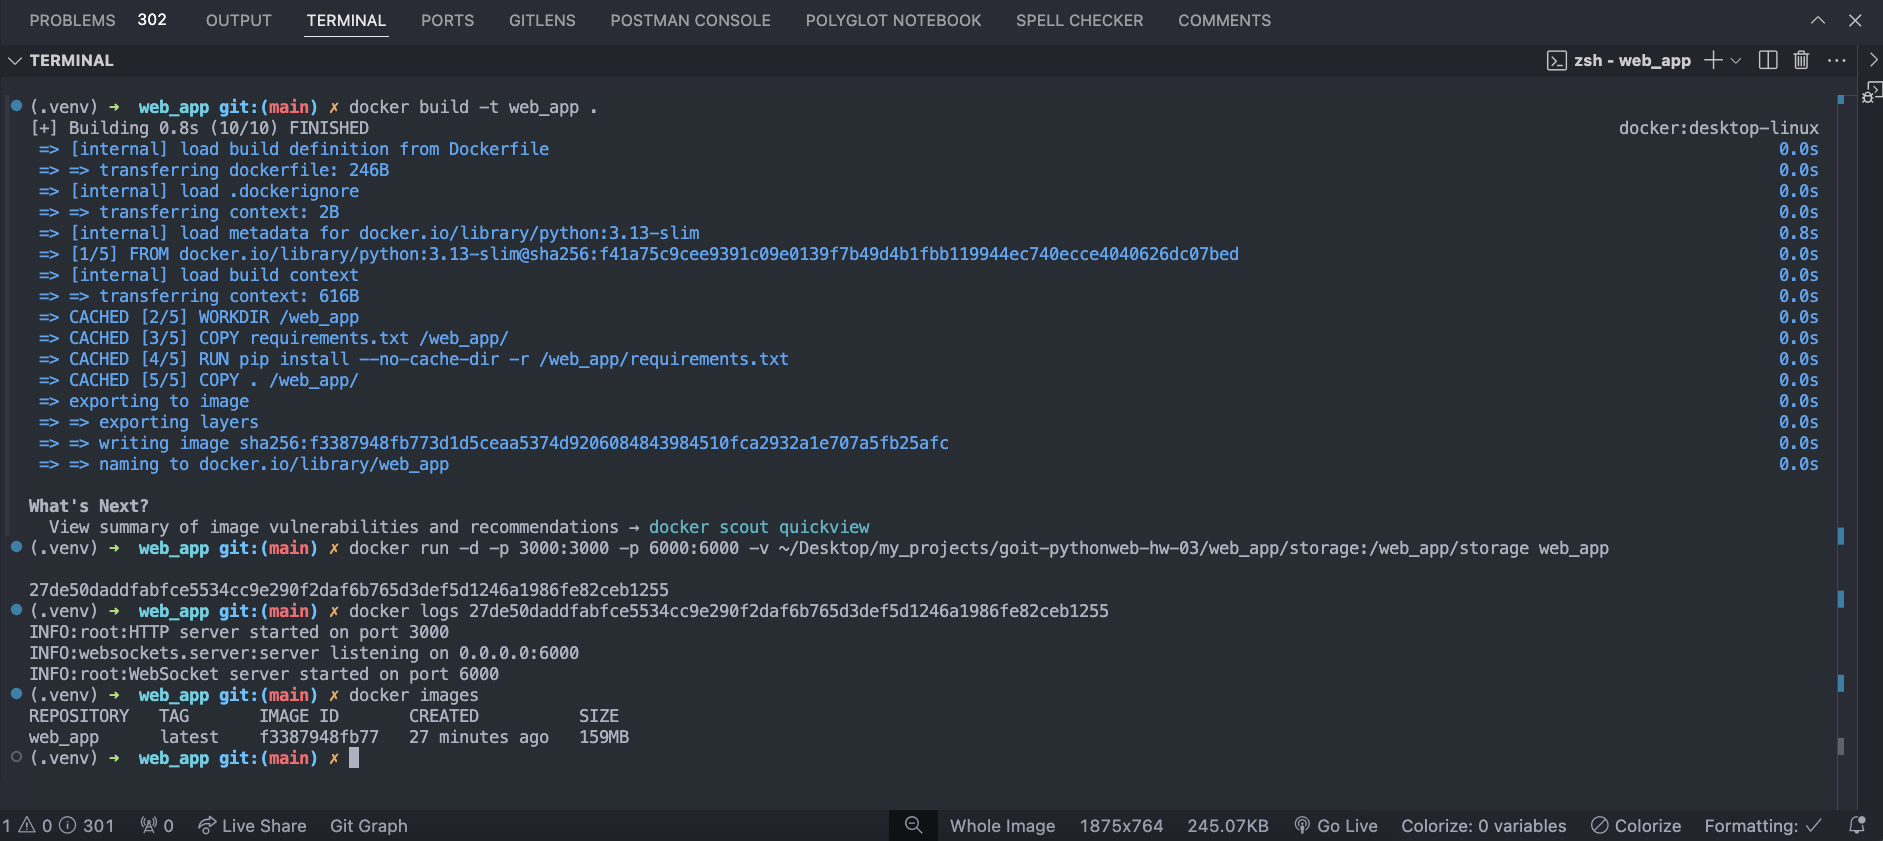 PROBLEMS 302 OUTPUT TERMINAL PORTS GITLENS POSTMAN CONSOLE POLYGLOT NOTEBOOK SPELL CHECKER COMMENTS
TERMINAL zsh - web_app
(.venv) ➜ web_app git:(main) ✗ docker build -t web_app .
[+] Building 0.8s (10/10) FINISHED docker:desktop-linux
=> [internal] load build definition from Dockerfile 0.0s
=> => transferring dockerfile: 246B 0.0s
=> [internal] load .dockerignore 0.0s
=> => transferring context: 2B 0.0s
=> [internal] load metadata for docker.io/library/python:3.13-slim 0.8s
=> [1/5] FROM docker.io/library/python:3.13-slim@sha256:f41a75c9cee9391c09e0139f7b49d4b1fbb119944ec740ecce4040626dc07bed 0.0s
=> [internal] load build context 0.0s
=> => transferring context: 616B 0.0s
=> CACHED [2/5] WORKDIR /web_app 0.0s
=> CACHED [3/5] COPY requirements.txt /web_app/ 0.0s
=> CACHED [4/5] RUN pip install --no-cache-dir -r /web_app/requirements.txt 0.0s
=> CACHED [5/5] COPY . /web_app/ 0.0s
=> exporting to image 0.0s
=> => exporting layers 0.0s
=> => writing image sha256:f3387948fb773d1d5ceaa5374d9206084843984510fca2932a1e707a5fb25afc 0.0s
=> => naming to docker.io/library/web_app 0.0s
What's Next?
View summary of image vulnerabilities and recommendations → docker scout quickview
(.venv) ➜ web_app git:(main) ✗ docker run -d -p 3000:3000 -p 6000:6000 -v ~/Desktop/my_projects/goit-pythonweb-hw-03/web_app/storage:/web_app/storage web_app
27de50daddfabfce5534cc9e290f2daf6b765d3def5d1246a1986fe82ceb1255
(.venv) ➜ web_app git:(main) ✗ docker logs 27de50daddfabfce5534cc9e290f2daf6b765d3def5d1246a1986fe82ceb1255
INFO:root:HTTP server started on port 3000
INFO:websockets.server:server listening on 0.0.0.0:6000
INFO:root:WebSocket server started on port 6000
(.venv) ➜ web_app git:(main) ✗ docker images
REPOSITORY TAG IMAGE ID CREATED SIZE
web_app latest f3387948fb77 27 minutes ago 159MB
(.venv) ➜ web_app git:(main) ✗
1 0 301 0 Live Share Git Graph Whole Image 1875x764 245.07KB Go Live Colorize: 0 variables Colorize Formatting: ✓